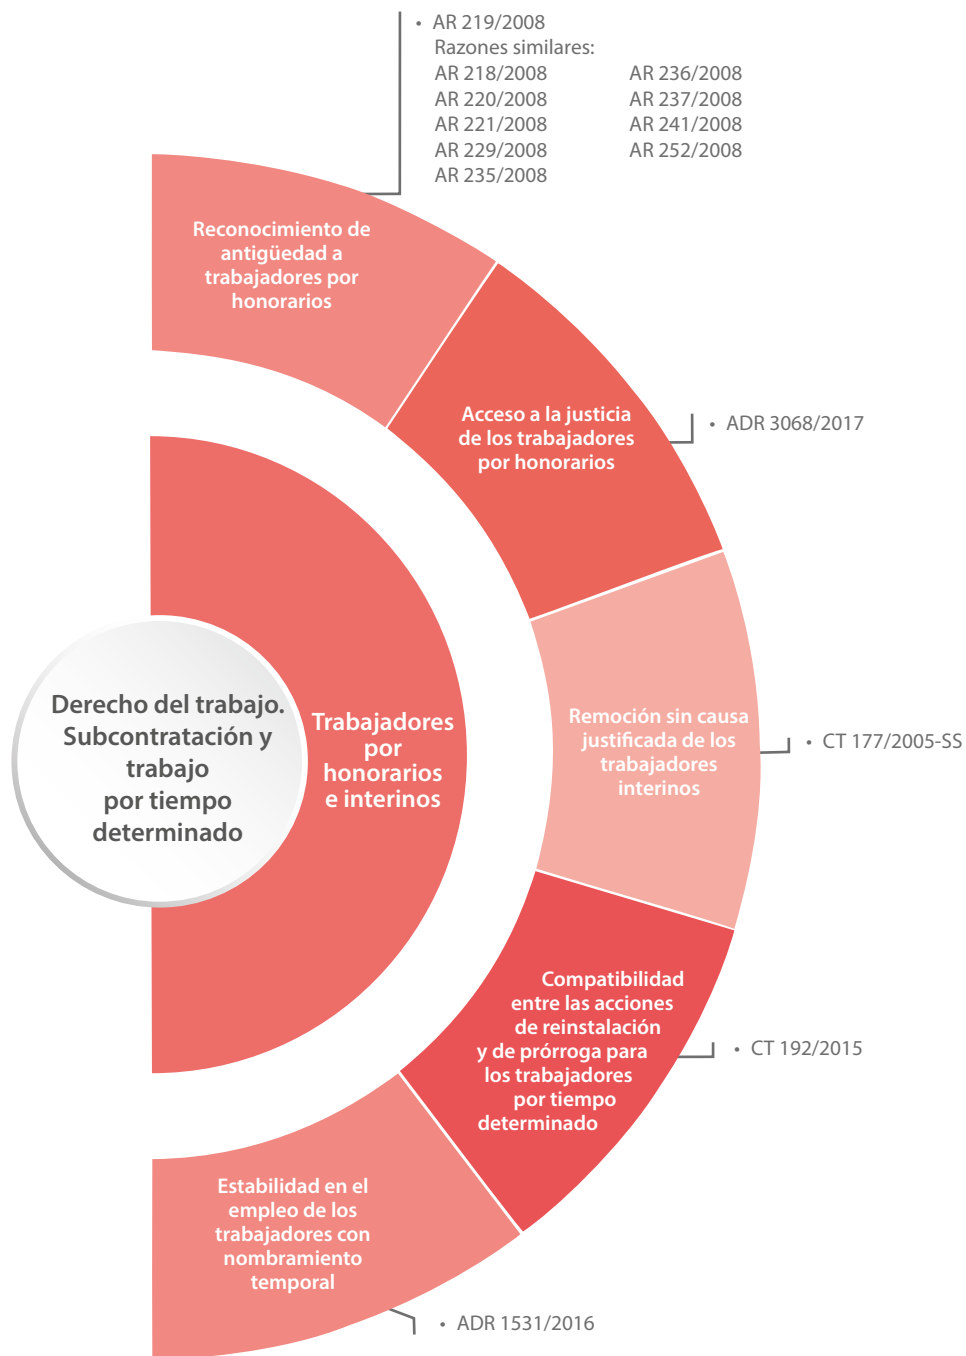 • AR 219/2008
Razones similares:
AR 218/2008
AR 220/2008
AR 221/2008
AR 229/2008
AR 235/2008
AR 236/2008
AR 237/2008
AR 241/2008
AR 252/2008
Reconocimiento de
antigüedad a
trabajadores por
honorarios
Acceso a la justicia
de los trabajadores
por honorarios
• ADR 3068/2017
Derecho del trabajo.
Subcontratación y
trabajo
por tiempo
determinado
Trabajadores
por
honorarios
e interinos
Remoción sin causa
justificada de los
trabajadores
interinos
• CT 177/2005-SS
Compatibilidad
entre las acciones
de reinstalación
y de prórroga para
los trabajadores
por tiempo
determinado
• CT 192/2015
Estabilidad en el
empleo de los
trabajadores con
nombramiento
temporal
• ADR 1531/2016